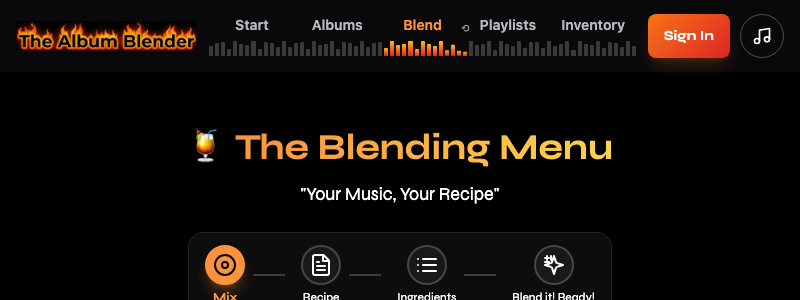 The Album Blender
Start Albums Blend Playlists Inventory
Sign In
The Blending Menu
"Your Music, Your Recipe"
Mix Recipe Ingredients Blend it! Ready!